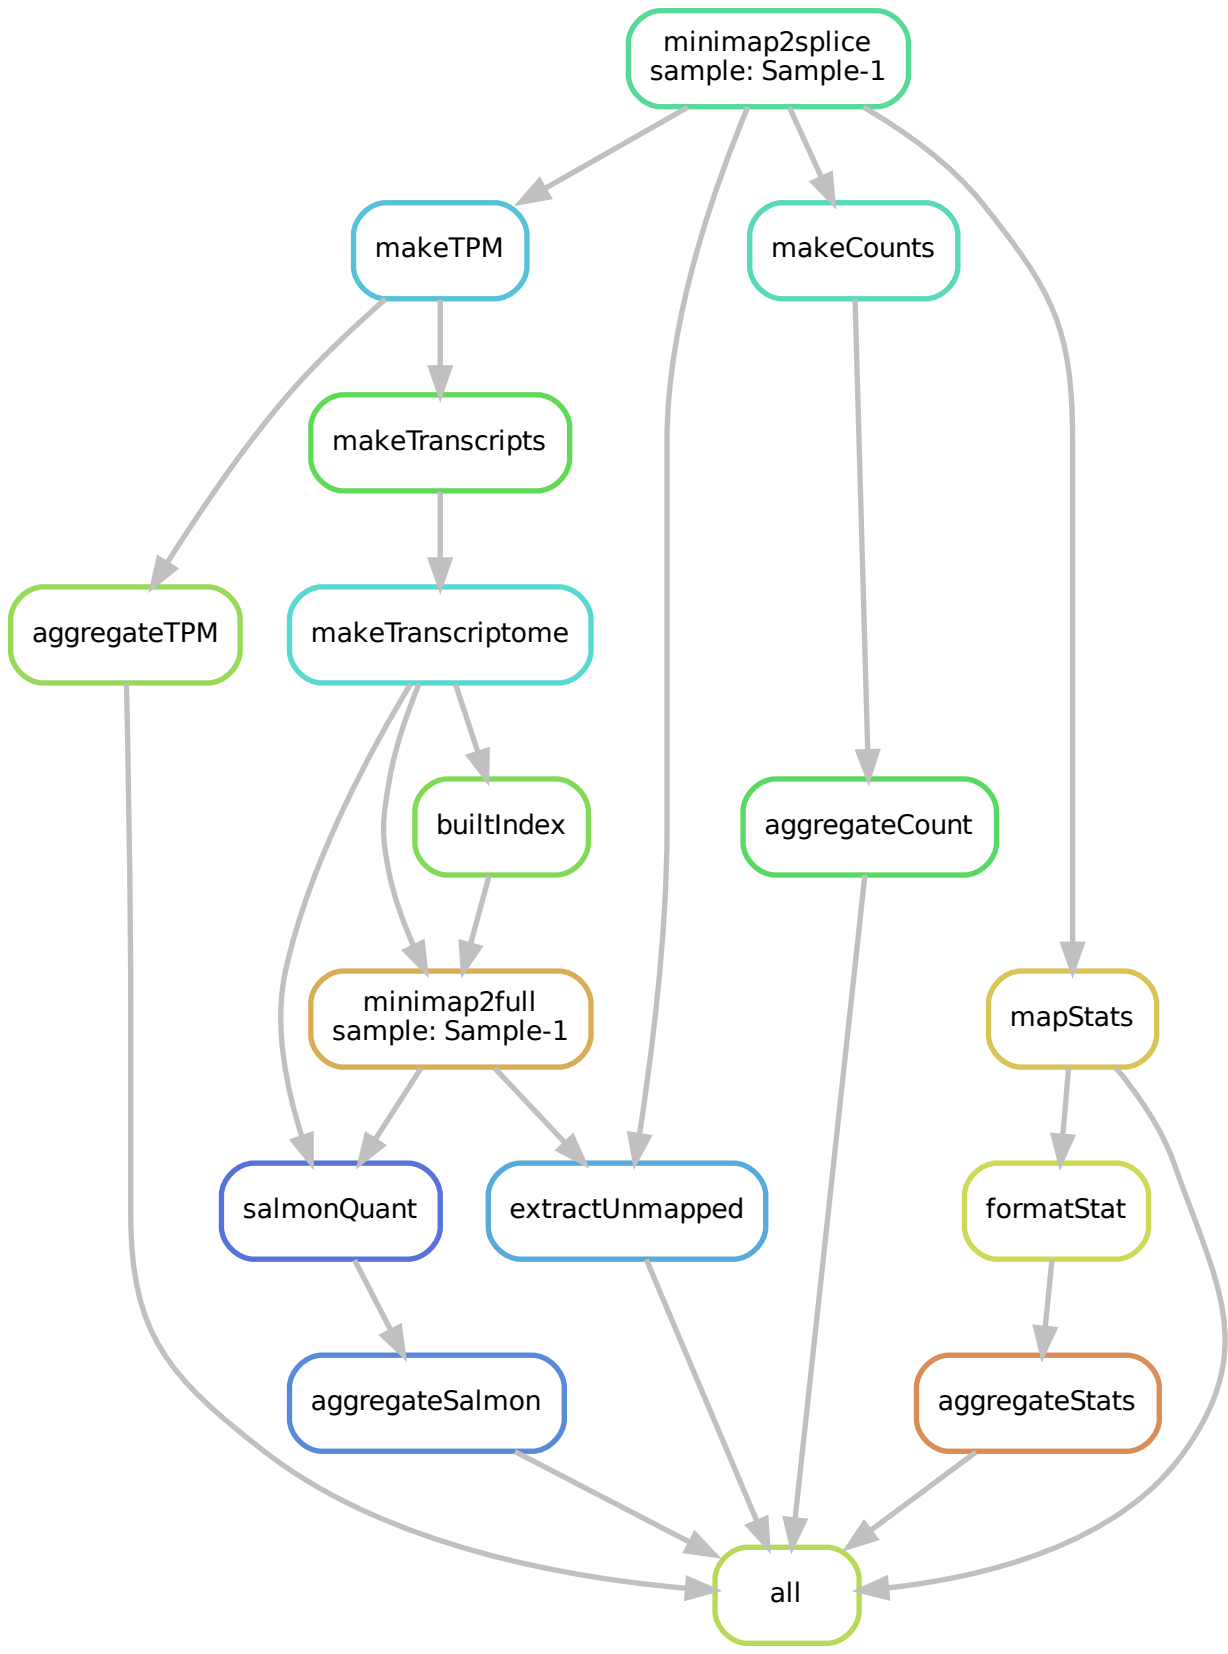 minimap2splice
sample: Sample-1
makeTPM
makeCounts
makeTranscripts
aggregateTPM
makeTranscriptome
builtIndex
aggregateCount
minimap2full
sample: Sample-1
mapStats
salmonQuant
extractUnmapped
formatStat
aggregateSalmon
aggregateStats
all